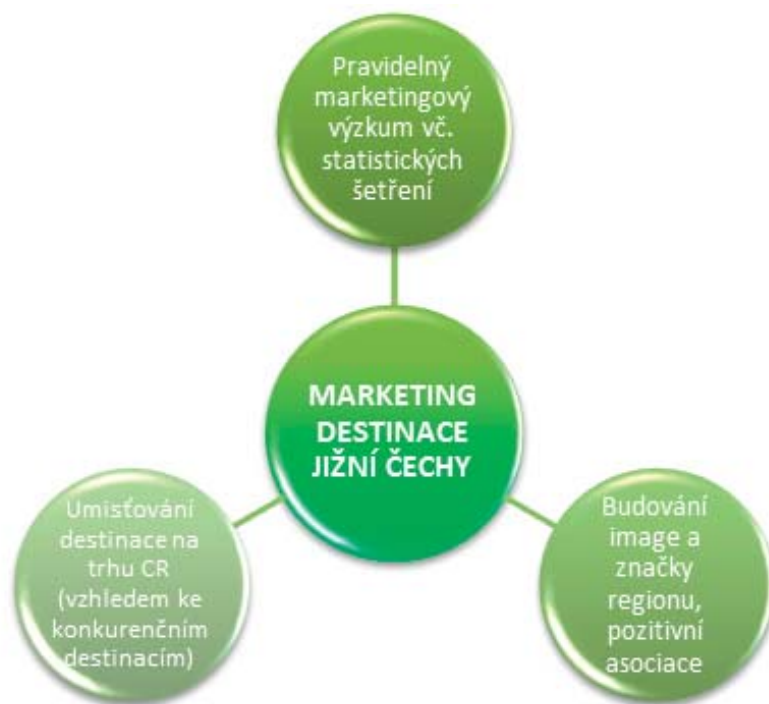 Pravidelný
marketingový
výzkum vč.
statistických
šetření
MARKETING
DESTINACE
JIŽNÍ ČECHY
Umisťování
destinace na
trhu CR
(vzhledem ke
konkurenčním
destinacím)
Budování
image a
značky
regionu,
pozitivní
asociace